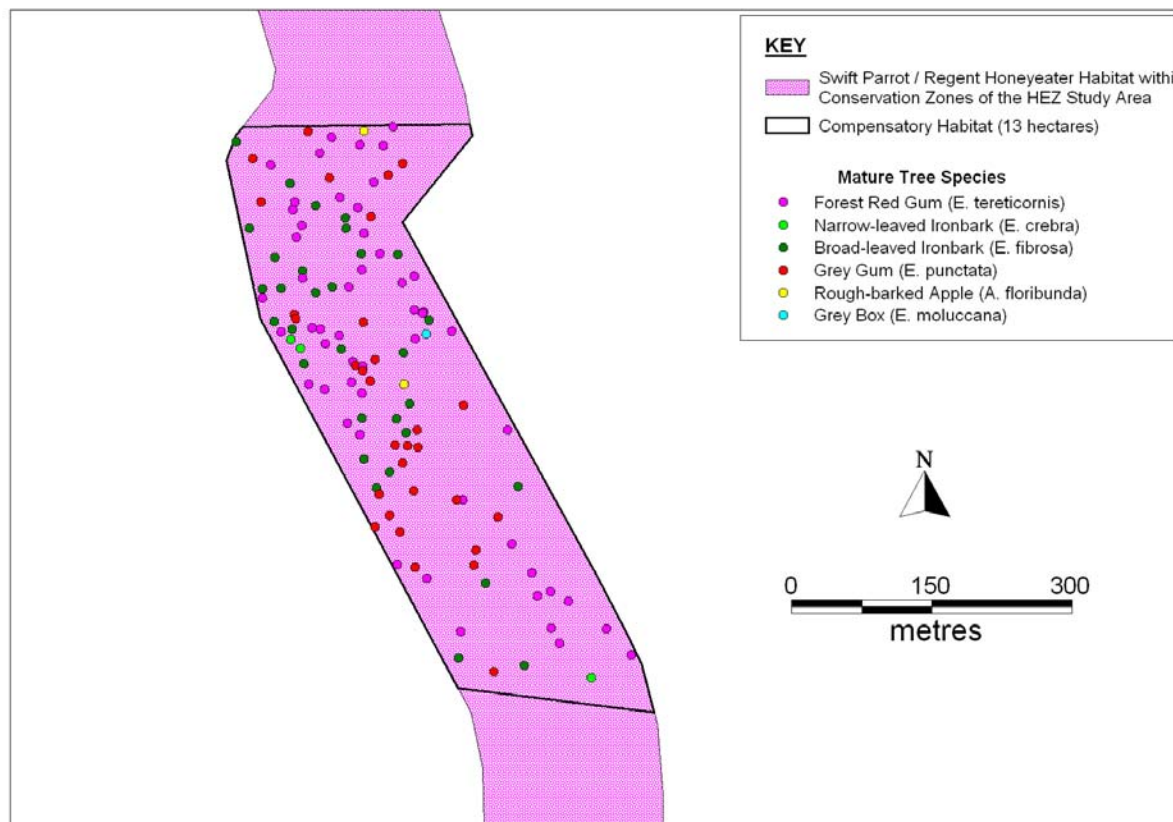 KEY
Swift Parrot / Regent Honeyeater Habitat within
Conservation Zones of the HEZ Study Area
Compensatory Habitat (13 hectares)
Mature Tree Species
Forest Red Gum (E. tereticornis)
Narrow-leaved Ironbark (E. crebra)
Broad-leaved Ironbark (E. fibrosa)
Grey Gum (E. punctata)
Rough-barked Apple (A. floribunda)
Grey Box (E. moluccana)
N
0 150 300
metres